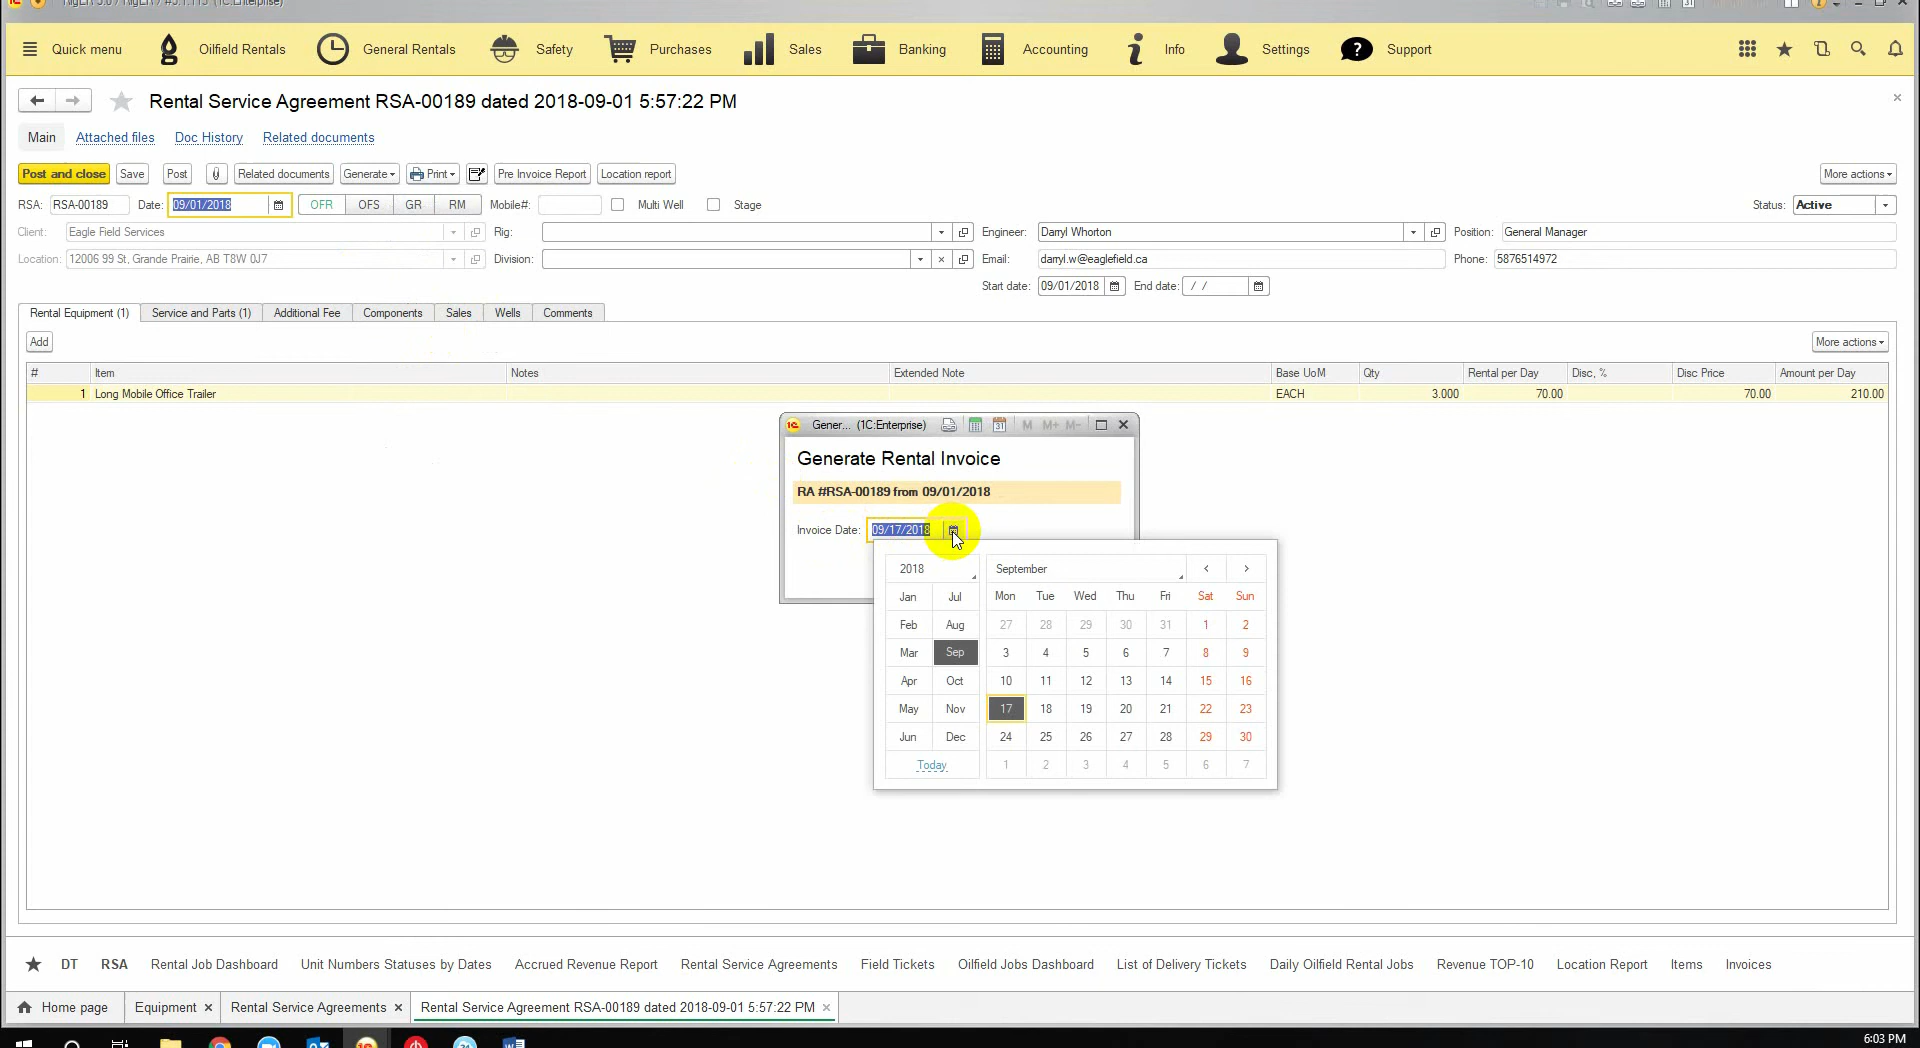 RigER 3.0 / RigER / #3.1.115 (1C:Enterprise)
Quick menu Oilfield Rentals General Rentals Safety Purchases Sales Banking Accounting Info Settings ? Support
Rental Service Agreement RSA-00189 dated 2018-09-01 5:57:22 PM
Main Attached files Doc History Related documents
Post and close Save Post Related documents Generate Print Pre Invoice Report Location report More actions
RSA: RSA-00189 Date: 09/01/2018 OFR OFS GR RM Mobile#: Multi Well Stage Status: Active
Client: Eagle Field Services Rig: Engineer: Darryl Whorton Position: General Manager
Location: 12006 99 St, Grande Prairie, AB T8W 0J7 Division: Email: darryl.w@eaglefield.ca Phone: 5876514972
Start date: 09/01/2018 End date: / /
Rental Equipment (1) Service and Parts (1) Additional Fee Components Sales Wells Comments
Add More actions
# Item Notes Extended Note Base UoM Qty Rental per Day Disc, % Disc Price Amount per Day
1 Long Mobile Office Trailer EACH 3.000 70.00 70.00 210.00
Gener... (1C:Enterprise) 31 M M+ M-
Generate Rental Invoice
RA #RSA-00189 from 09/01/2018
Invoice Date: 09/17/2018
2018 September < >
Jan Jul Mon Tue Wed Thu Fri Sat Sun
Feb Aug 27 28 29 30 31 1 2
Mar Sep 3 4 5 6 7 8 9
Apr Oct 10 11 12 13 14 15 16
May Nov 17 18 19 20 21 22 23
Jun Dec 24 25 26 27 28 29 30
Today 1 2 3 4 5 6 7
DT RSA Rental Job Dashboard Unit Numbers Statuses by Dates Accrued Revenue Report Rental Service Agreements Field Tickets Oilfield Jobs Dashboard List of Delivery Tickets Daily Oilfield Rental Jobs Revenue TOP-10 Location Report Items Invoices
Home page Equipment × Rental Service Agreements × Rental Service Agreement RSA-00189 dated 2018-09-01 5:57:22 PM ×
6:03 PM